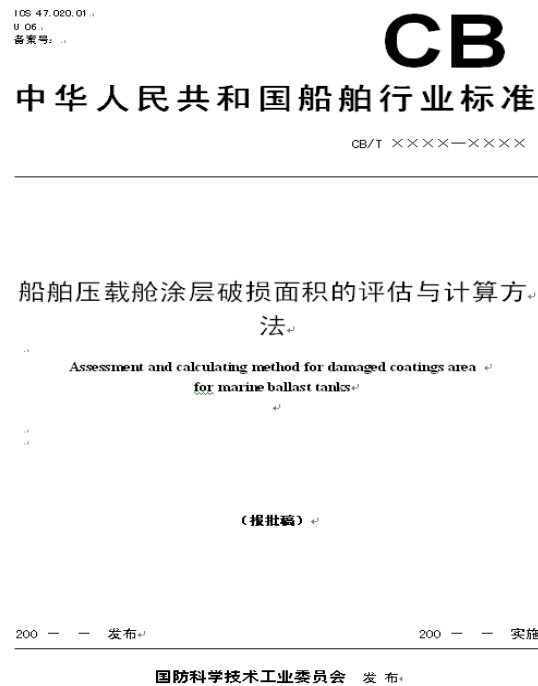 ICS 47.020.01
U 06
备案号:
CB
中华人民共和国船舶行业标准
CB/T ××××—××××
船舶压载舱涂层破损面积的评估与计算方
法
Assessment and calculating method for damaged coatings area
for marine ballast tanks
（报批稿）
200 — — 发布 200 — — 实施
国防科学技术工业委员会 发 布